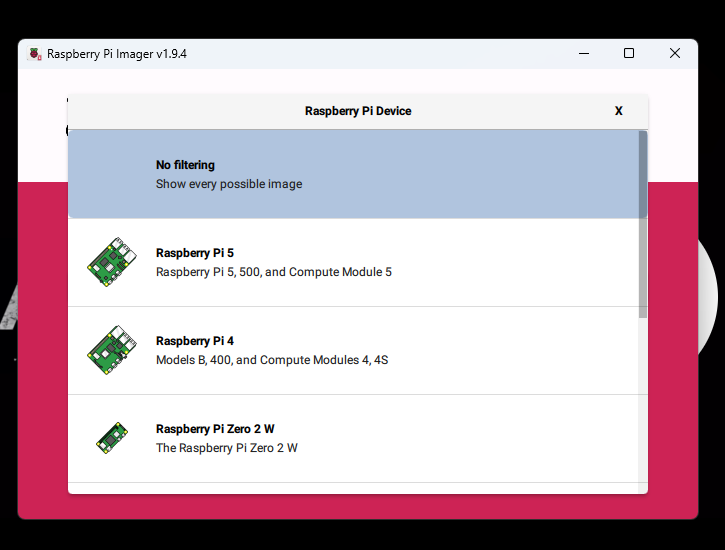 Raspberry Pi Imager v1.9.4
Raspberry Pi Device
X
No filtering
Show every possible image
Raspberry Pi 5
Raspberry Pi 5, 500, and Compute Module 5
Raspberry Pi 4
Models B, 400, and Compute Modules 4, 4S
Raspberry Pi Zero 2 W
The Raspberry Pi Zero 2 W